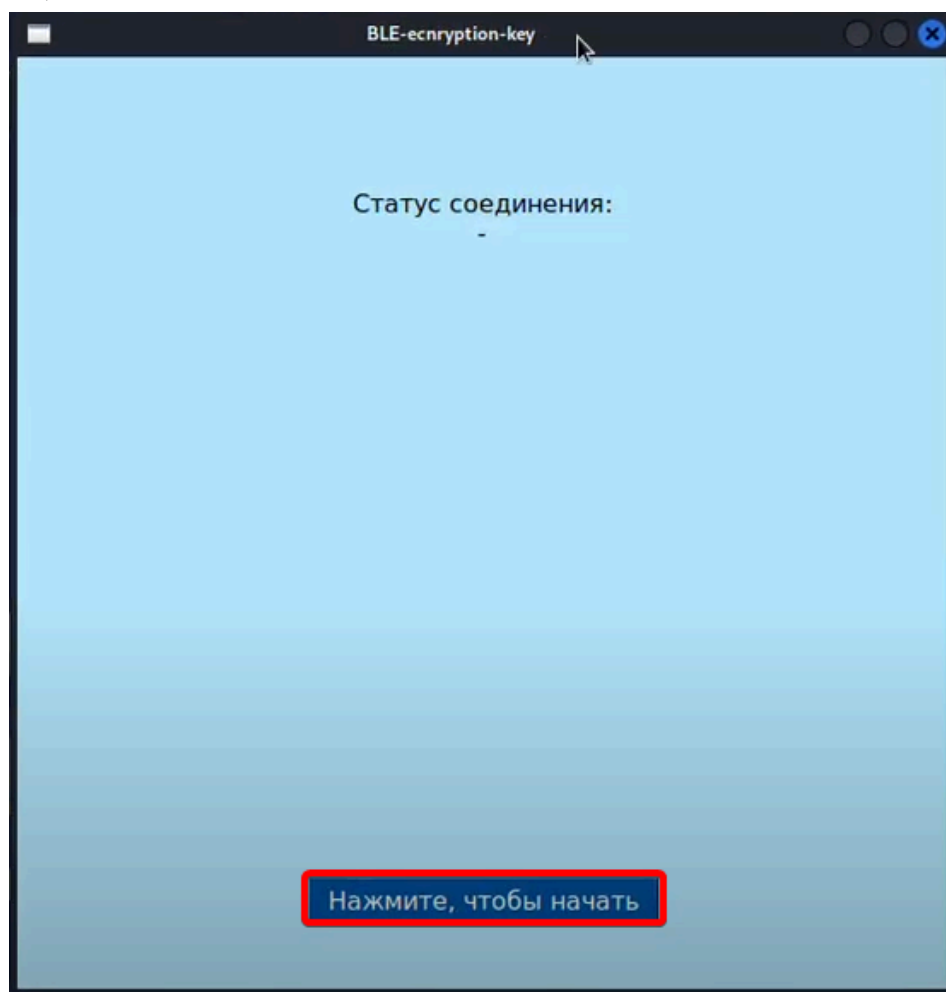 BLE-ecnryption-key
Статус соединения:
-
Нажмите, чтобы начать